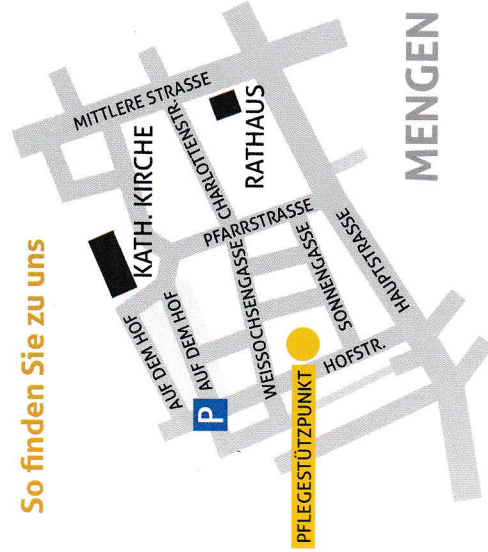 So finden Sie zu uns
MITTLERE STRASSE
KATH. KIRCHE
CHARLOTTENSTR.
RATHAUS
AUF DEM HOF
AUF DEM HOF
P
PFARRSTRASSE
WEISSOCHSENGASSE
SONNENGASSE
HAUPTSTRASSE
HOFSTR.
PFLEGESTÜTZPUNKT
MENGEN